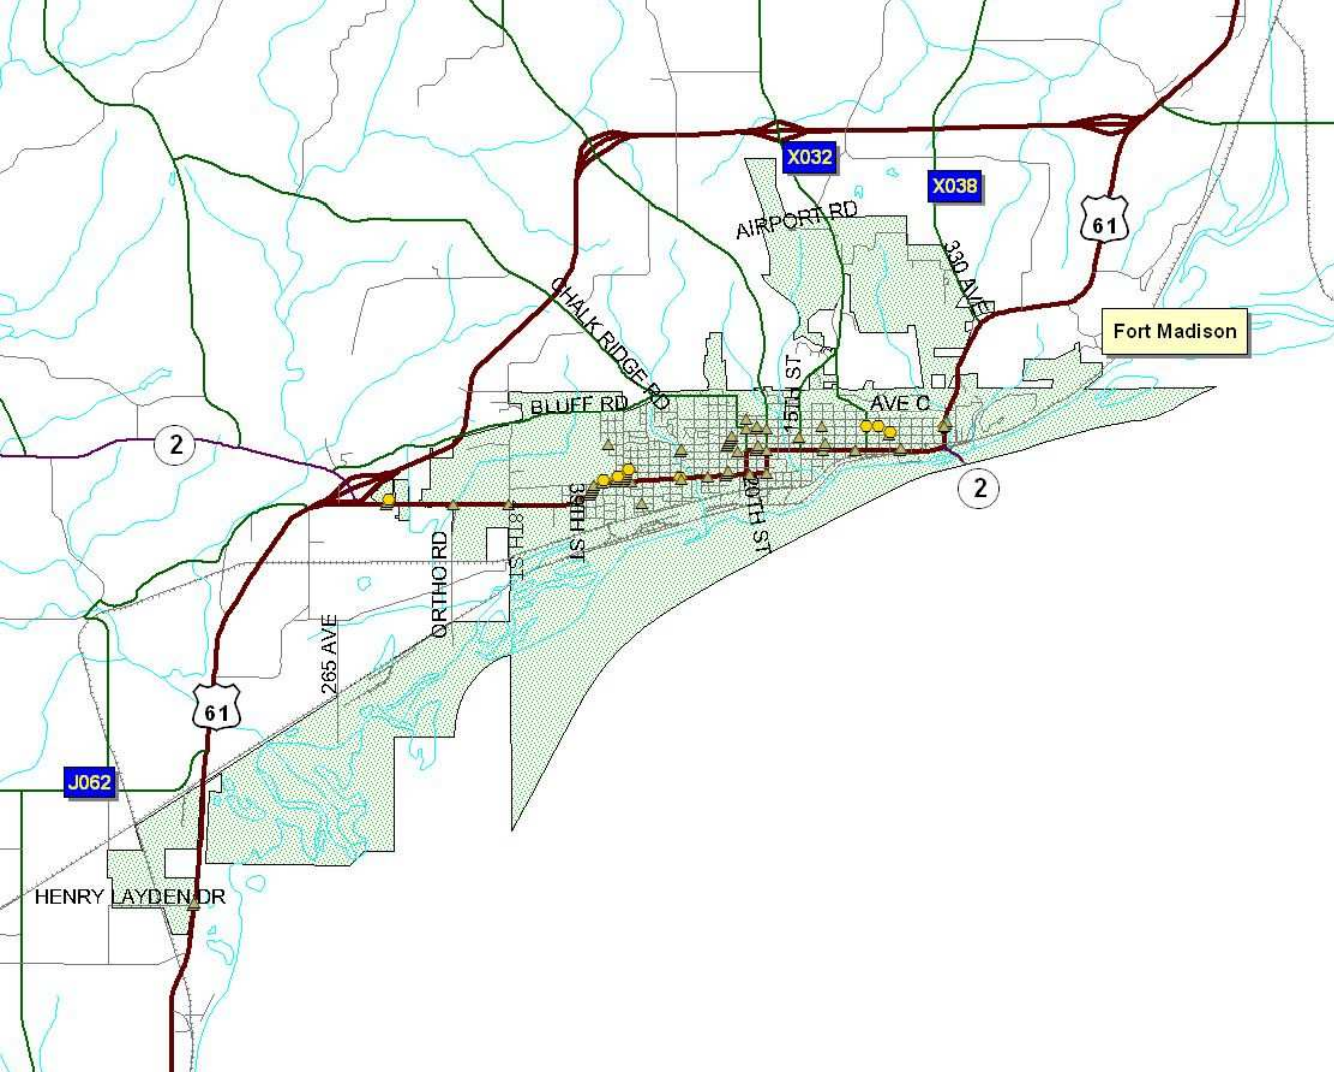 X032
X038
AIRPORT RD
61
330 AVE
CHALK RIDGE RD
Fort Madison
15TH ST
BLUFF RD
AVE C
2
2
39TH ST
20TH ST
48TH ST
ORTHO RD
265 AVE
61
J062
HENRY LAYDEN DR